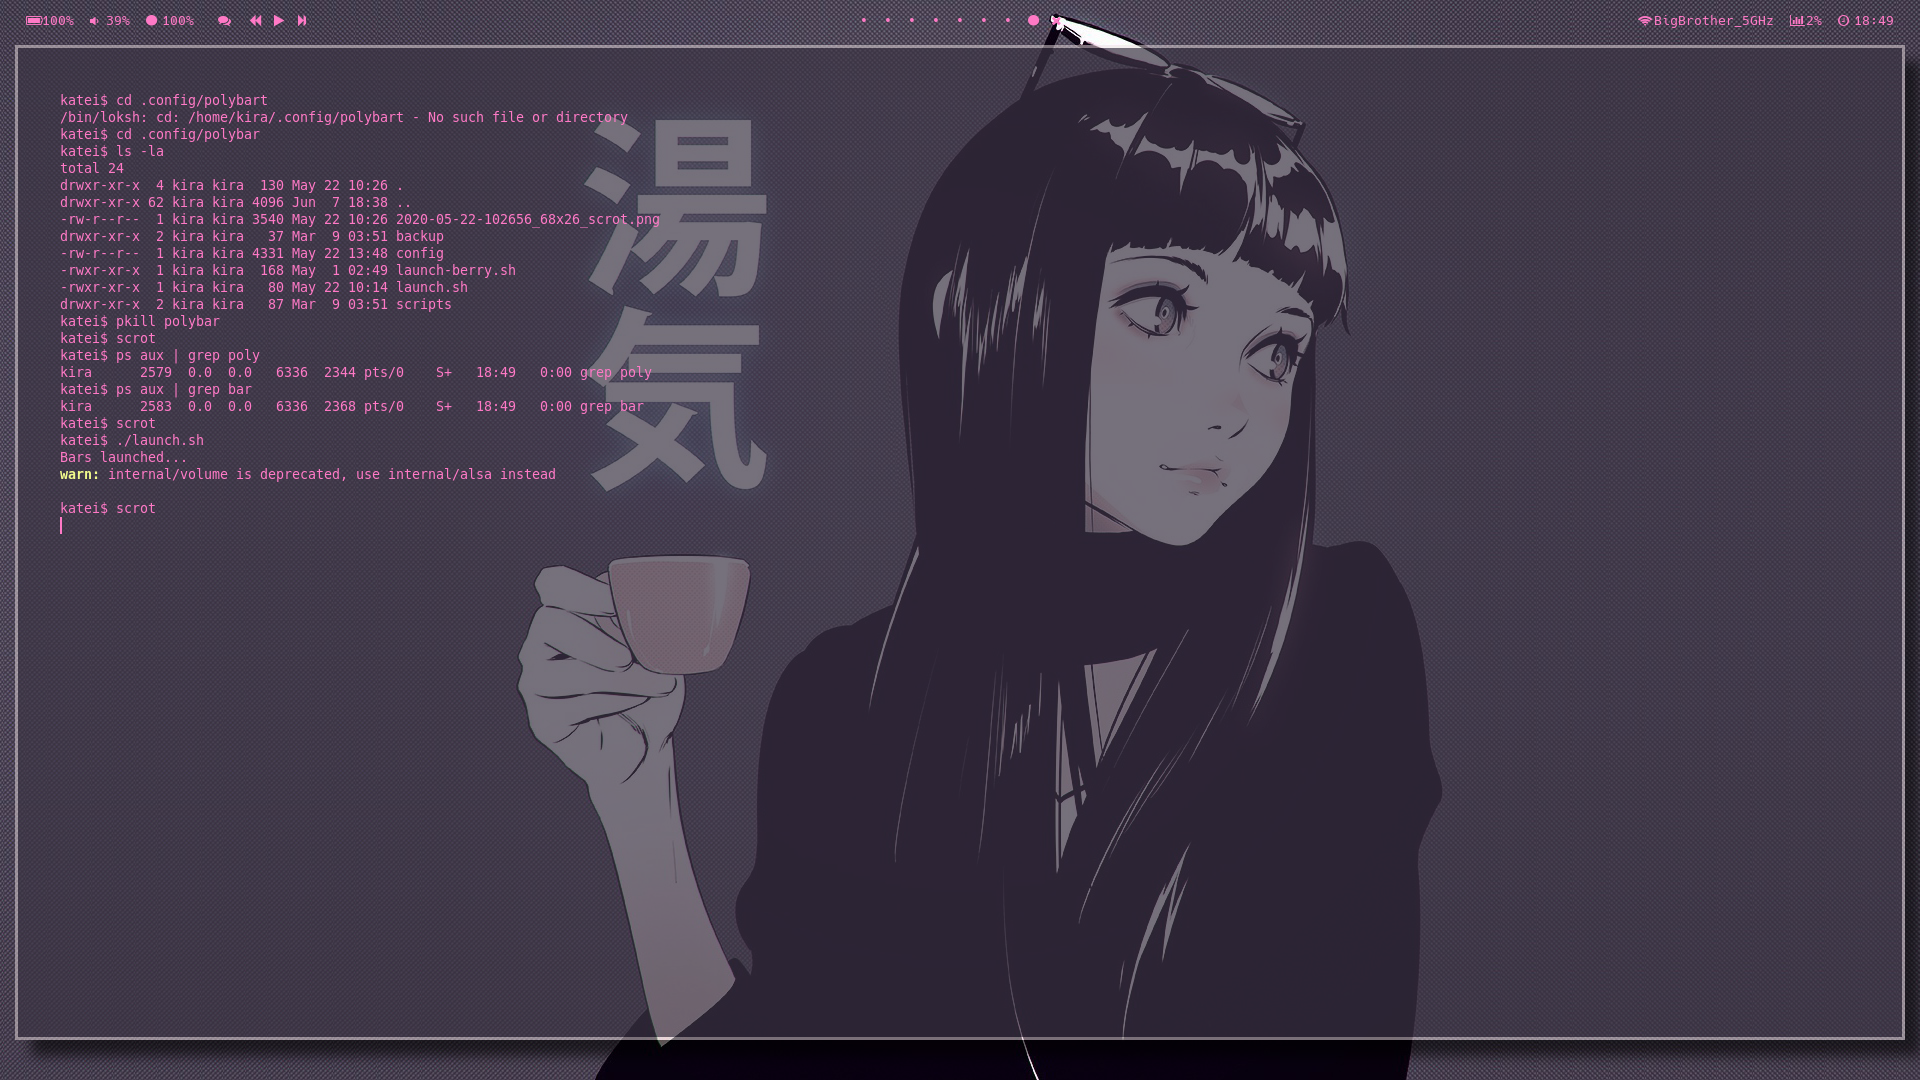 100% 39% 100% BigBrother_5GHz 2% 18:49
katei$ cd .config/polybart
/bin/loksh: cd: /home/kira/.config/polybart - No such file or directory
katei$ cd .config/polybar
katei$ ls -la
total 24
drwxr-xr-x  4 kira kira  130 May 22 10:26 .
drwxr-xr-x 62 kira kira 4096 Jun  7 18:38 ..
-rw-r--r--  1 kira kira 3540 May 22 10:26 2020-05-22-102656_68x26_scrot.png
drwxr-xr-x  2 kira kira   37 Mar  9 03:51 backup
-rw-r--r--  1 kira kira 4331 May 22 13:48 config
-rwxr-xr-x  1 kira kira  168 May  1 02:49 launch-berry.sh
-rwxr-xr-x  1 kira kira   80 May 22 10:14 launch.sh
drwxr-xr-x  2 kira kira   87 Mar  9 03:51 scripts
katei$ pkill polybar
katei$ scrot
katei$ ps aux | grep poly
kira      2579  0.0  0.0   6336  2344 pts/0    S+   18:49   0:00 grep poly
katei$ ps aux | grep bar
kira      2583  0.0  0.0   6336  2368 pts/0    S+   18:49   0:00 grep bar
katei$ scrot
katei$ ./launch.sh
Bars launched...
warn: internal/volume is deprecated, use internal/alsa instead
katei$ scrot
湯気